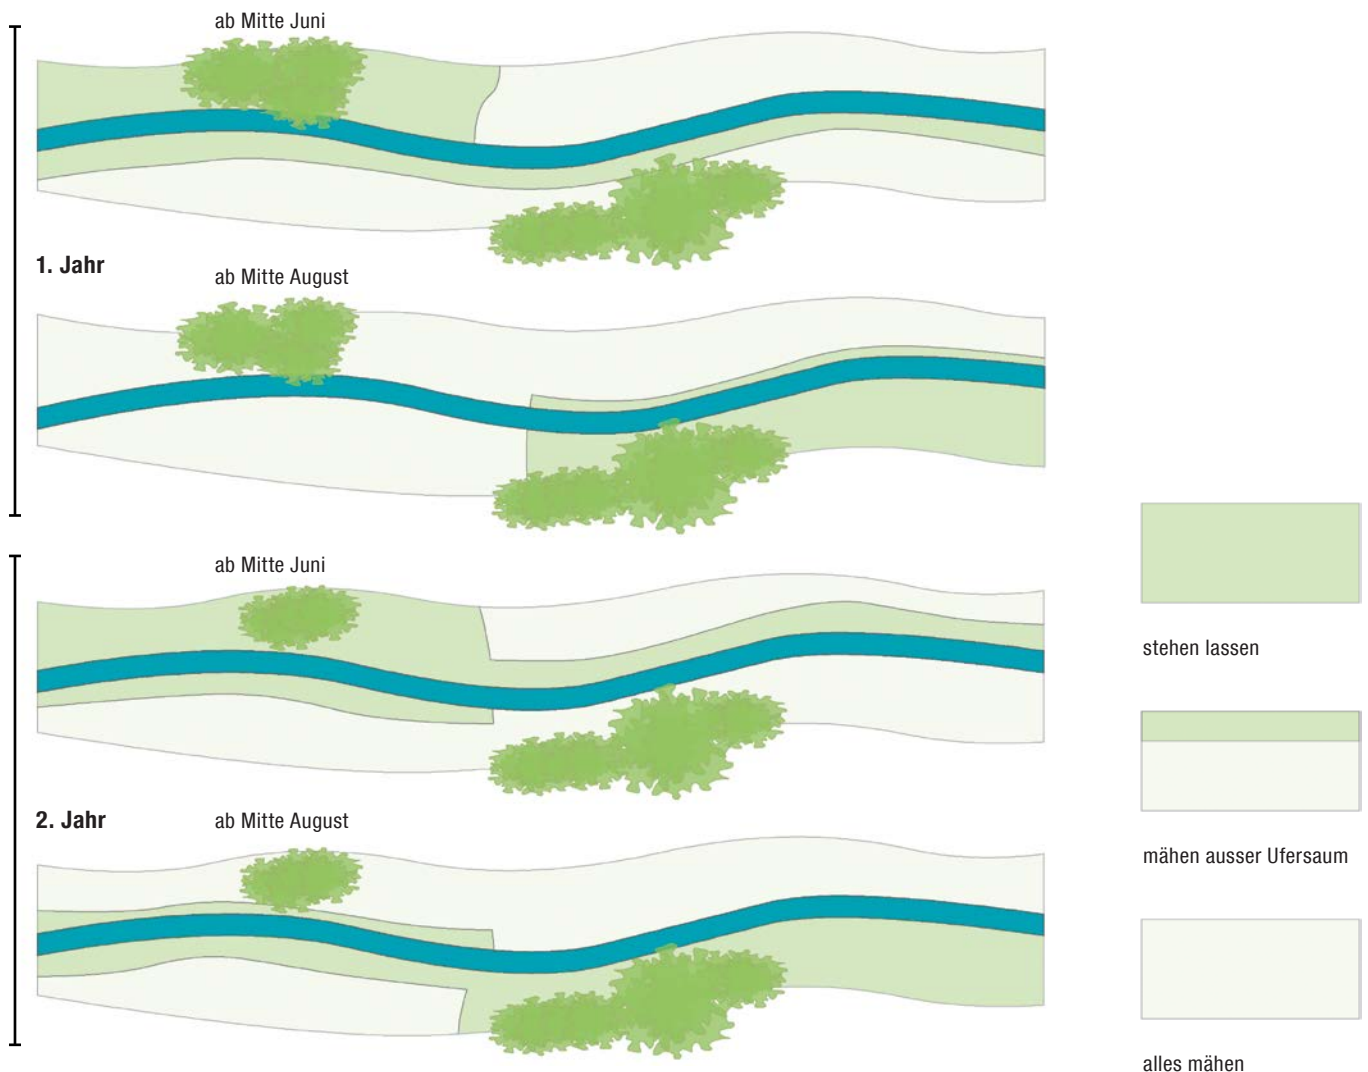 ab Mitte Juni
1. Jahr
ab Mitte August
ab Mitte Juni
2. Jahr
ab Mitte August
stehen lassen
mähen ausser Ufersaum
alles mähen